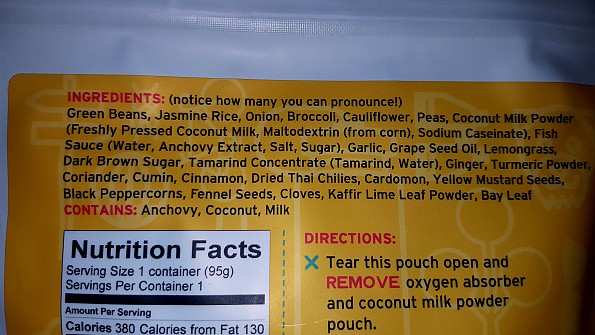 INGREDIENTS: (notice how many you can pronounce!)
Green Beans, Jasmine Rice, Onion, Broccoli, Cauliflower, Peas, Coconut Milk Powder
(Freshly Pressed Coconut Milk, Maltodextrin (from corn), Sodium Caseinate), Fish
Sauce (Water, Anchovy Extract, Salt, Sugar), Garlic, Grape Seed Oil, Lemongrass,
Dark Brown Sugar, Tamarind Concentrate (Tamarind, Water), Ginger, Turmeric Powder,
Coriander, Cumin, Cinnamon, Dried Thai Chilies, Cardomon, Yellow Mustard Seeds,
Black Peppercorns, Fennel Seeds, Cloves, Kaffir Lime Leaf Powder, Bay Leaf
CONTAINS: Anchovy, Coconut, Milk
Nutrition Facts
Serving Size 1 container (95g)
Servings Per Container 1
Amount Per Serving
Calories 380 Calories from Fat 130
DIRECTIONS:
Tear this pouch open and
REMOVE oxygen absorber
and coconut milk powder
pouch.